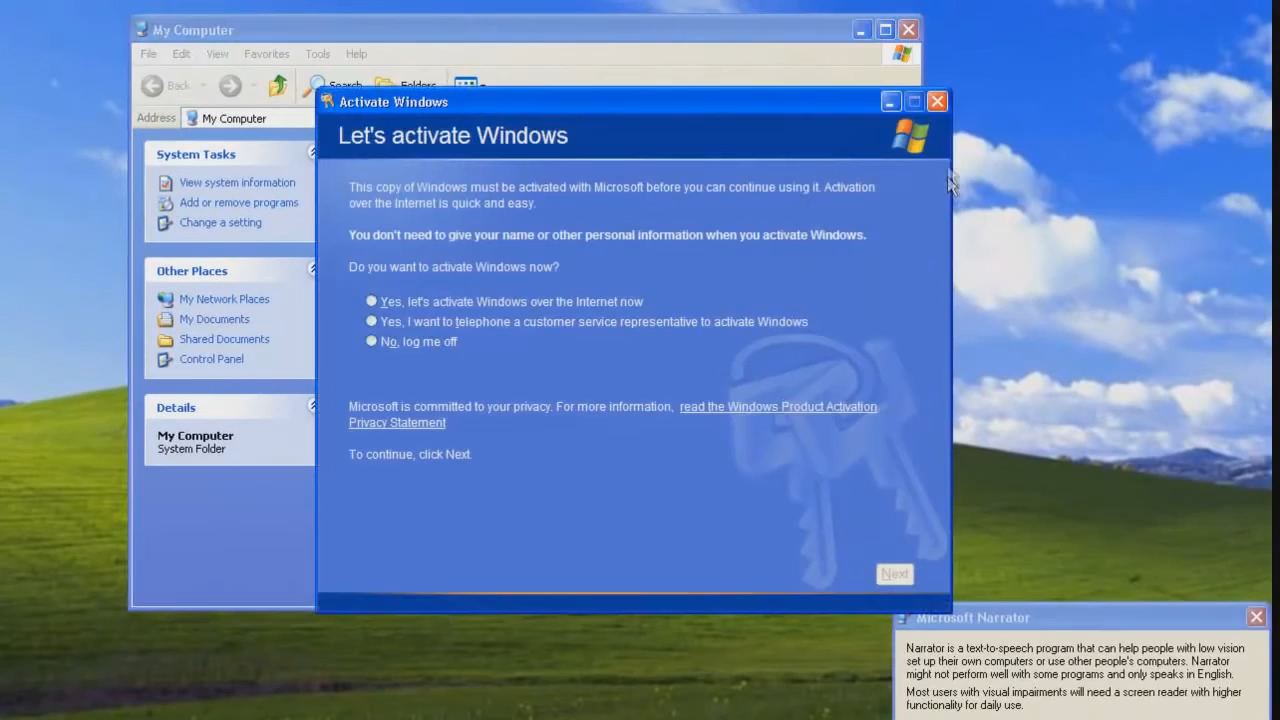 My Computer
File Edit View Favorites Tools Help
Back Search Folders
Address My Computer
System Tasks
View system information
Add or remove programs
Change a setting
Other Places
My Network Places
My Documents
Shared Documents
Control Panel
Details
My Computer
System Folder
Activate Windows
Let's activate Windows
This copy of Windows must be activated with Microsoft before you can continue using it. Activation
over the Internet is quick and easy.
You don't need to give your name or other personal information when you activate Windows.
Do you want to activate Windows now?
Yes, let's activate Windows over the Internet now
Yes, I want to telephone a customer service representative to activate Windows
No, log me off
Microsoft is committed to your privacy. For more information, read the Windows Product Activation
Privacy Statement
To continue, click Next.
Next
Microsoft Narrator
Narrator is a text-to-speech program that can help people with low vision
set up their own computers or use other people's computers. Narrator
might not perform well with some programs and only speaks in English.
Most users with visual impairments will need a screen reader with higher
functionality for daily use.